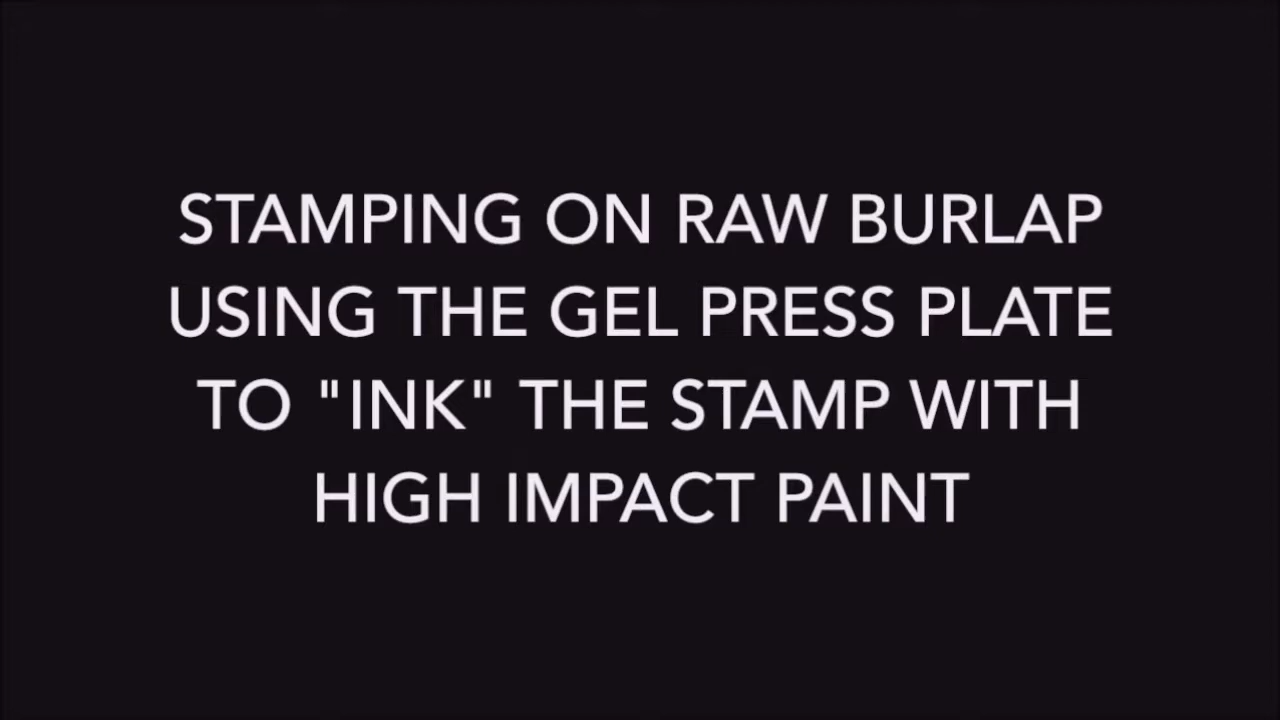 STAMPING ON RAW BURLAP
USING THE GEL PRESS PLATE
TO "INK" THE STAMP WITH
HIGH IMPACT PAINT